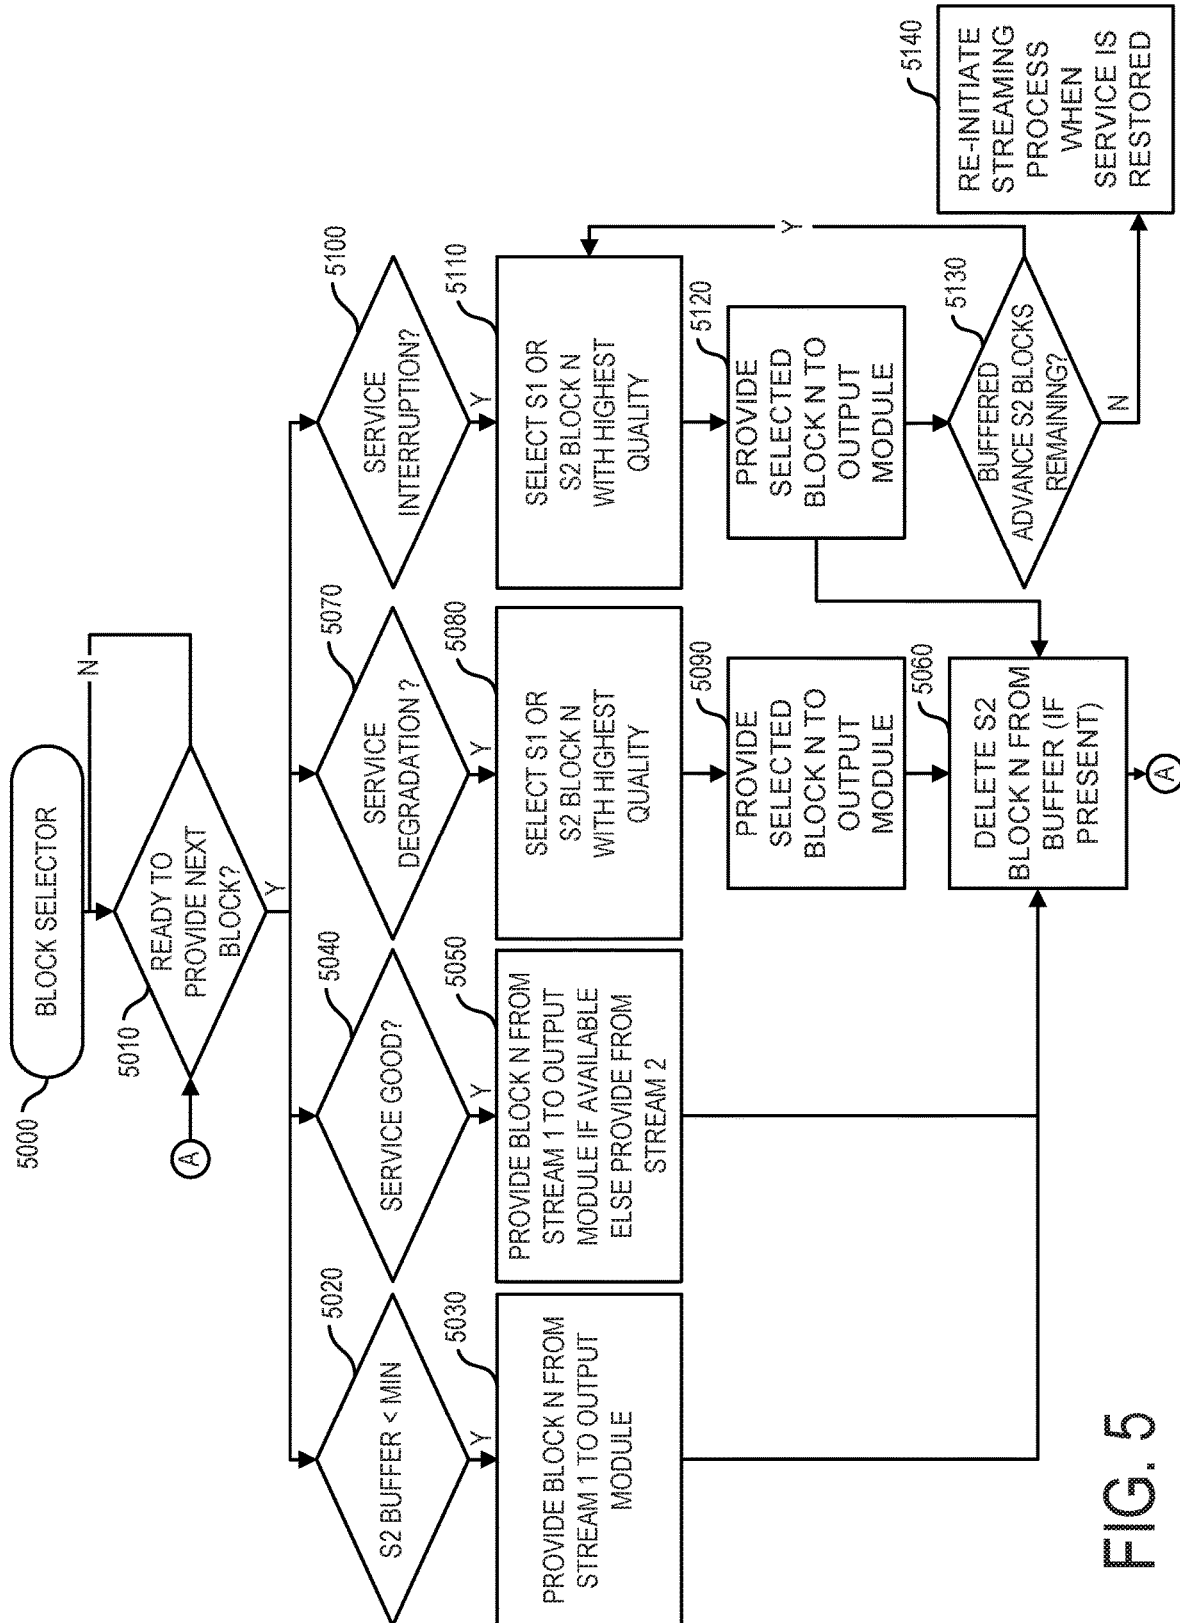 BLOCK SELECTOR
5000
READY TO
PROVIDE NEXT
BLOCK?
5010
N
Y
A
S2 BUFFER < MIN
5020
Y
PROVIDE BLOCK N FROM
STREAM 1 TO OUTPUT
MODULE
5030
SERVICE GOOD?
5040
Y
PROVIDE BLOCK N FROM
STREAM 1 TO OUTPUT
MODULE IF AVAILABLE
ELSE PROVIDE FROM
STREAM 2
5050
SERVICE
DEGRADATION ?
5070
Y
SELECT S1 OR
S2 BLOCK N
WITH HIGHEST
QUALITY
5080
PROVIDE
SELECTED
BLOCK N TO
OUTPUT
MODULE
5090
DELETE S2
BLOCK N FROM
BUFFER (IF
PRESENT)
5060
A
SERVICE
INTERRUPTION?
5100
Y
SELECT S1 OR
S2 BLOCK N
WITH HIGHEST
QUALITY
5110
PROVIDE
SELECTED
BLOCK N TO
OUTPUT
MODULE
5120
BUFFERED
ADVANCE S2 BLOCKS
REMAINING?
5130
Y
N
RE-INITIATE
STREAMING
PROCESS
WHEN
SERVICE IS
RESTORED
5140
FIG. 5